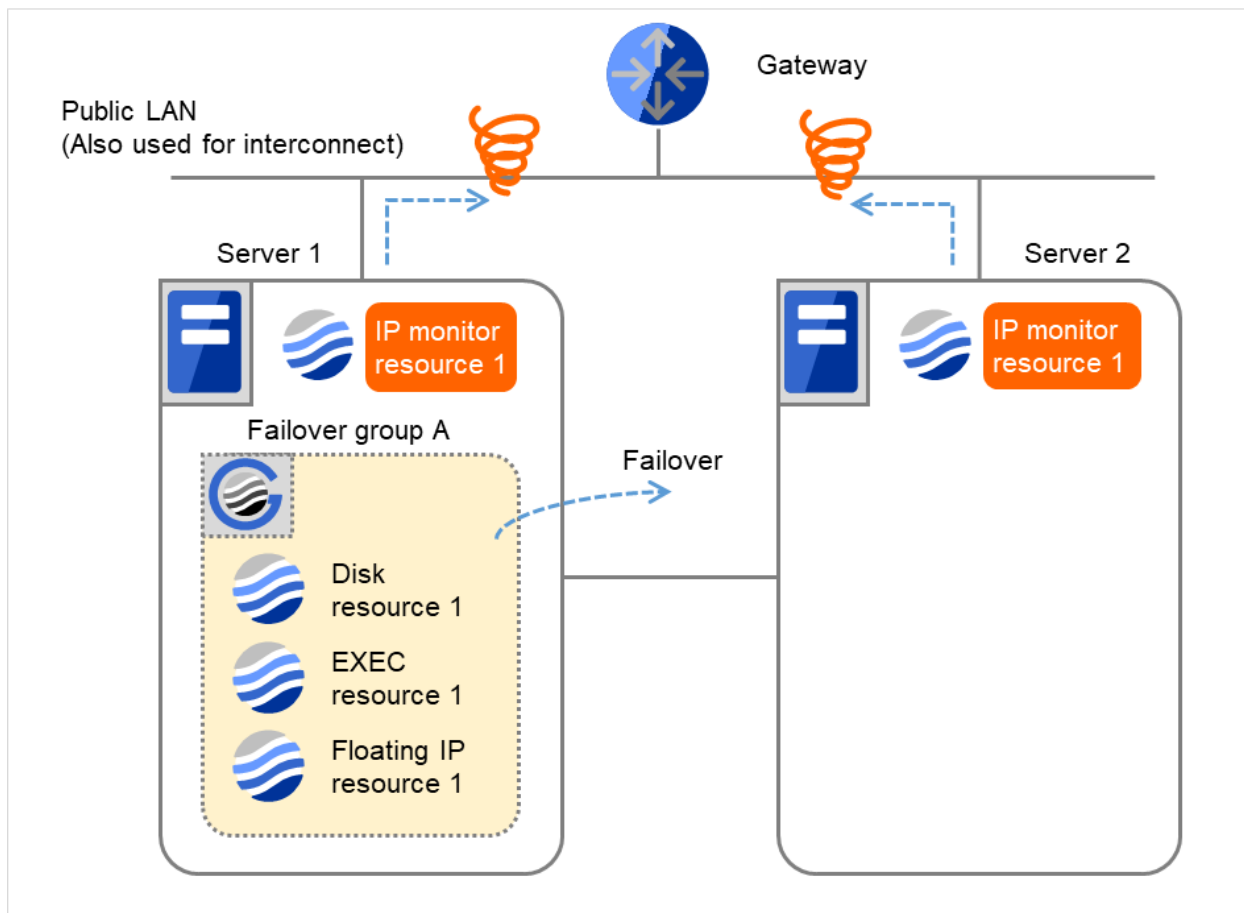 Gateway
Public LAN
(Also used for interconnect)
Server 1
Server 2
IP monitor
resource 1
IP monitor
resource 1
Failover group A
Failover
Disk
resource 1
EXEC
resource 1
Floating IP
resource 1